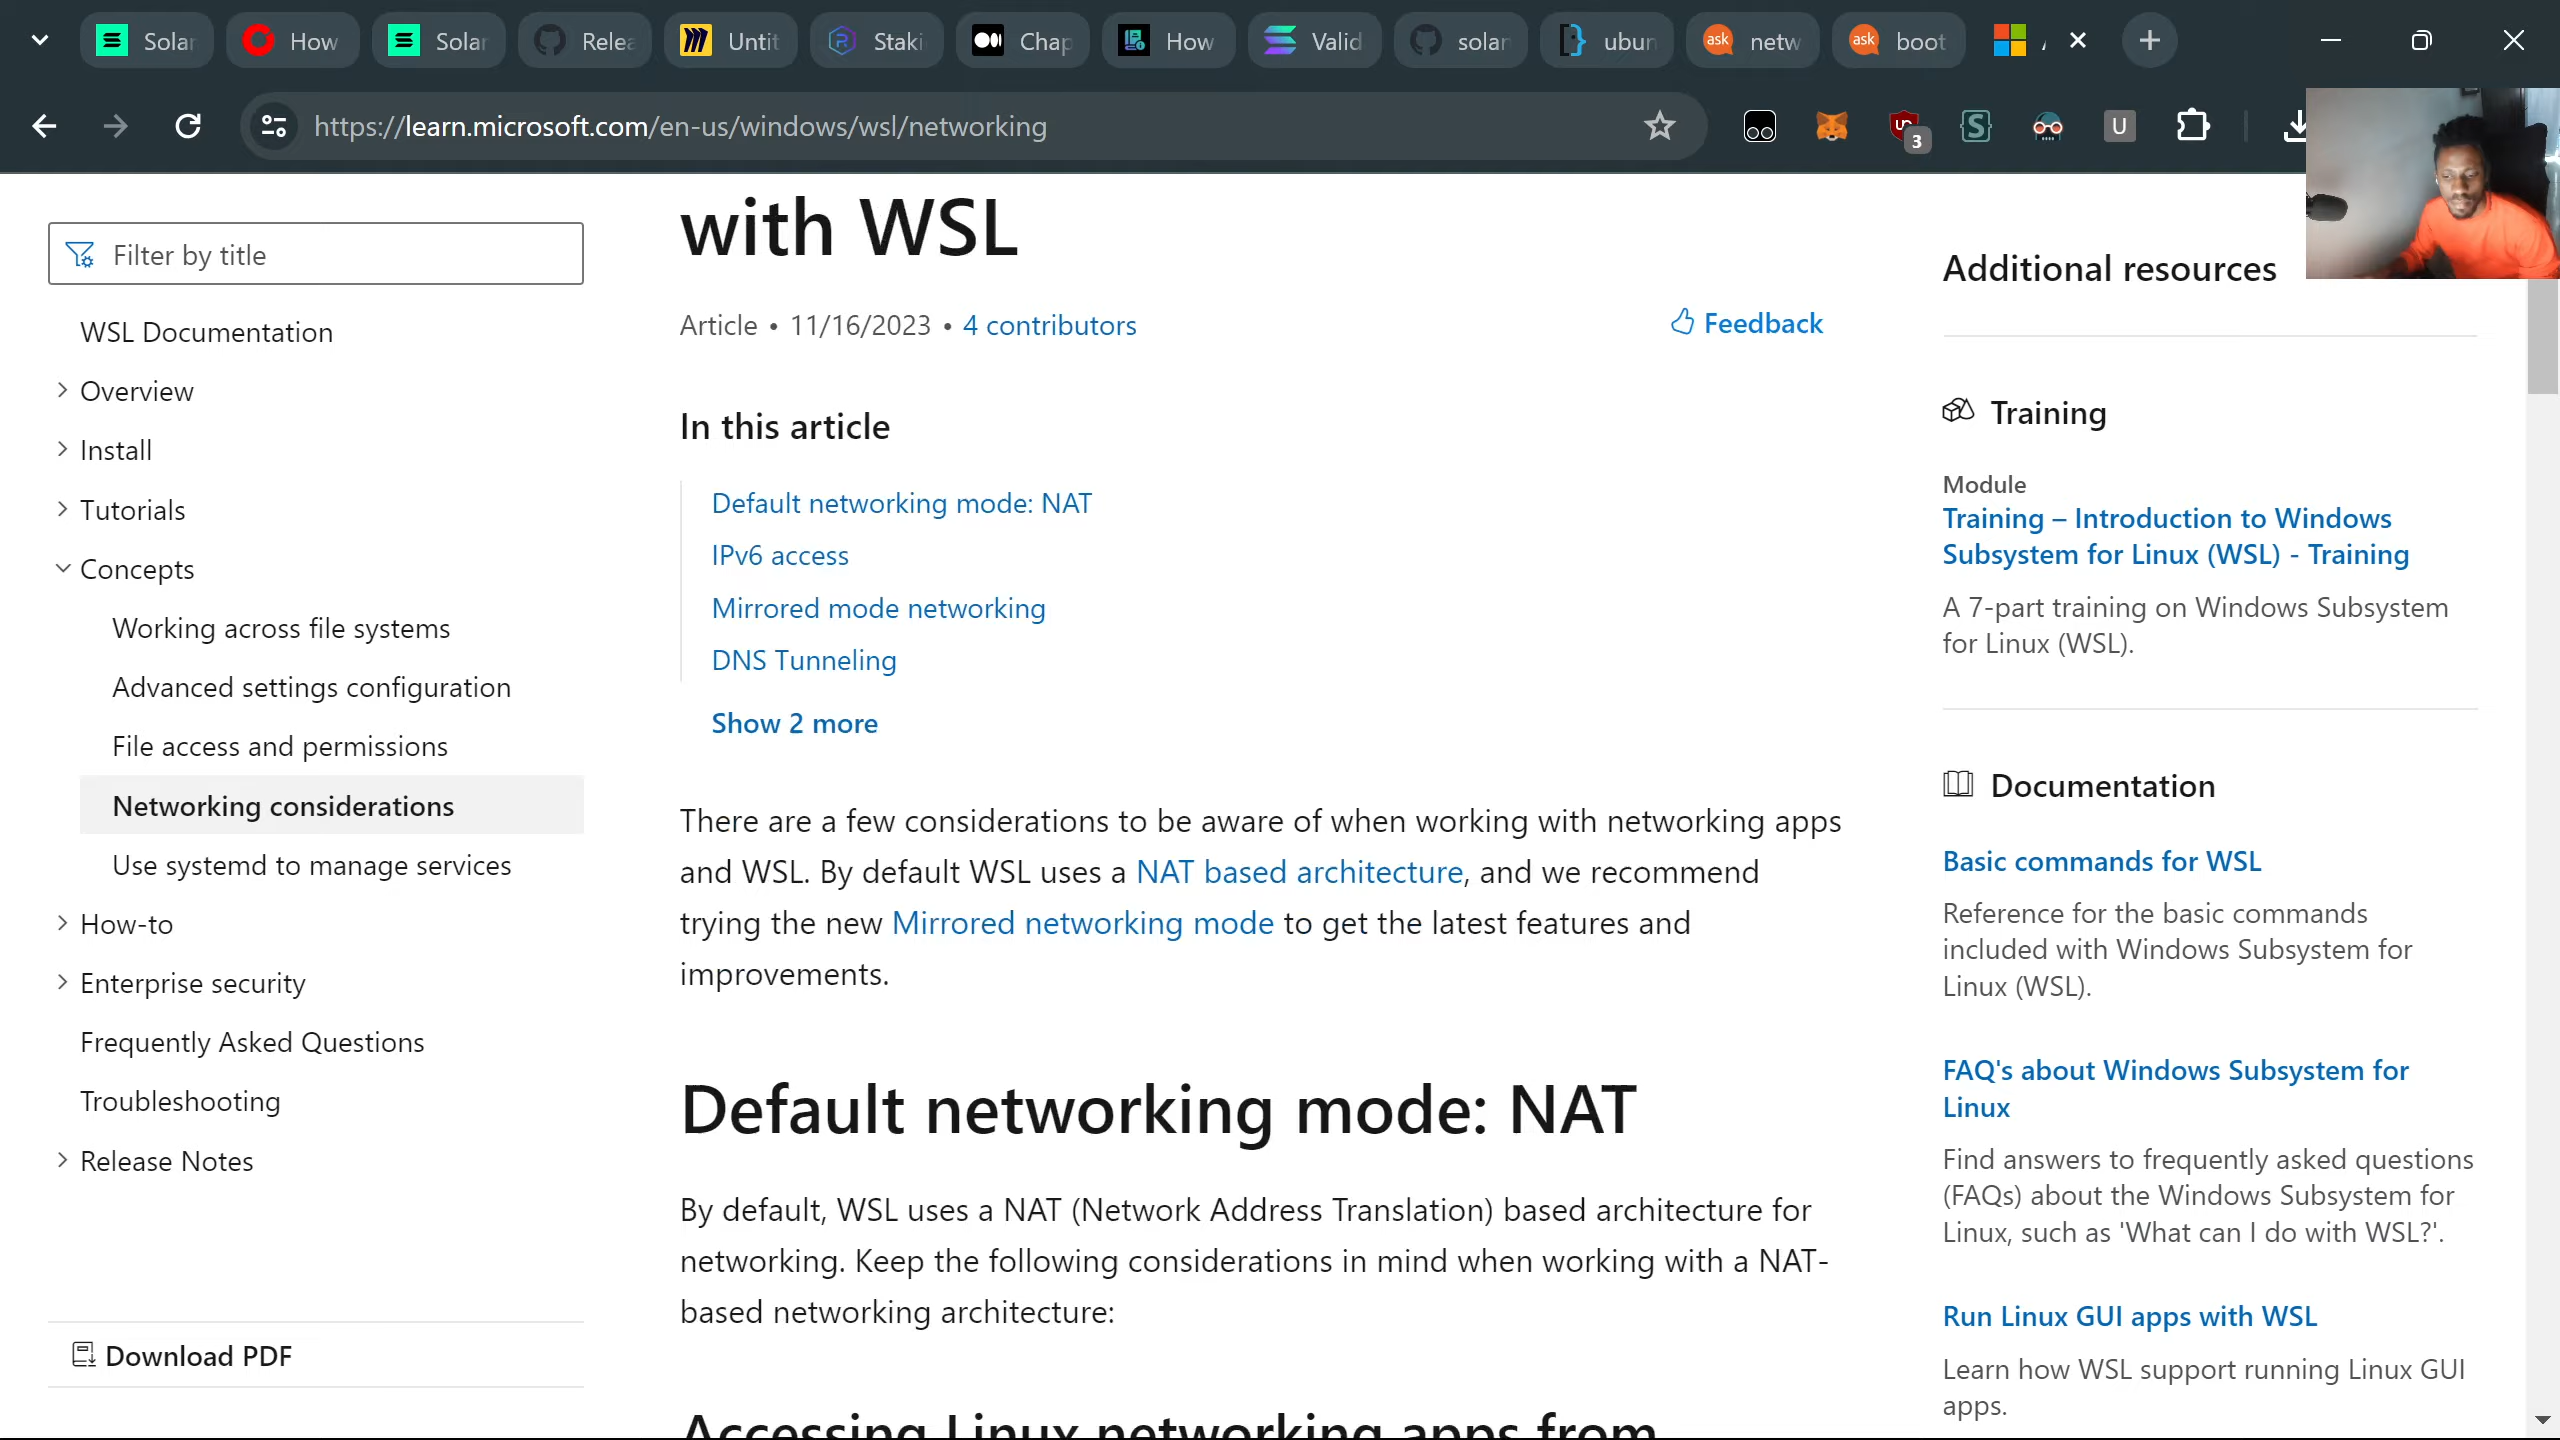 Solar
How
Solar
Relea
Untit
Staki
Chap
How
Valid
solar
ubun
ask
netw
ask
boot
https://learn.microsoft.com/en-us/windows/wsl/networking
3
U
Filter by title
WSL Documentation
Overview
Install
Tutorials
Concepts
Working across file systems
Advanced settings configuration
File access and permissions
Networking considerations
Use systemd to manage services
How-to
Enterprise security
Frequently Asked Questions
Troubleshooting
Release Notes
Download PDF
with WSL
Article • 11/16/2023 • 4 contributors
Feedback
In this article
Default networking mode: NAT
IPv6 access
Mirrored mode networking
DNS Tunneling
Show 2 more
There are a few considerations to be aware of when working with networking apps
and WSL. By default WSL uses a NAT based architecture, and we recommend
trying the new Mirrored networking mode to get the latest features and
improvements.
Default networking mode: NAT
By default, WSL uses a NAT (Network Address Translation) based architecture for
networking. Keep the following considerations in mind when working with a NAT-
based networking architecture:
Accessing Linux networking apps from
Additional resources
Training
Module
Training – Introduction to Windows
Subsystem for Linux (WSL) - Training
A 7-part training on Windows Subsystem
for Linux (WSL).
Documentation
Basic commands for WSL
Reference for the basic commands
included with Windows Subsystem for
Linux (WSL).
FAQ's about Windows Subsystem for
Linux
Find answers to frequently asked questions
(FAQs) about the Windows Subsystem for
Linux, such as 'What can I do with WSL?'.
Run Linux GUI apps with WSL
Learn how WSL support running Linux GUI
apps.